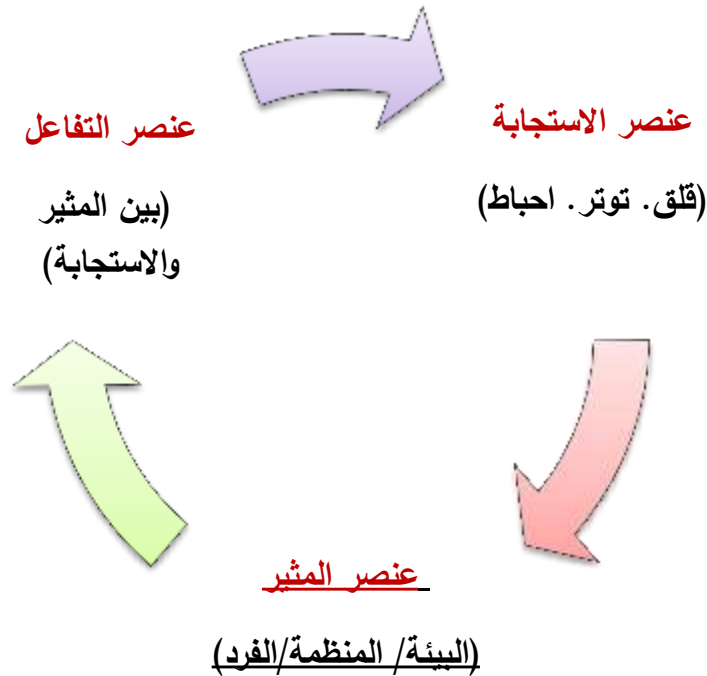 عنصر الاستجابة
(قلق. توتر. احباط)
عنصر التفاعل
(بين المثير
والاستجابة)
عنصر المثير
(البيئة/ المنظمة/الفرد)